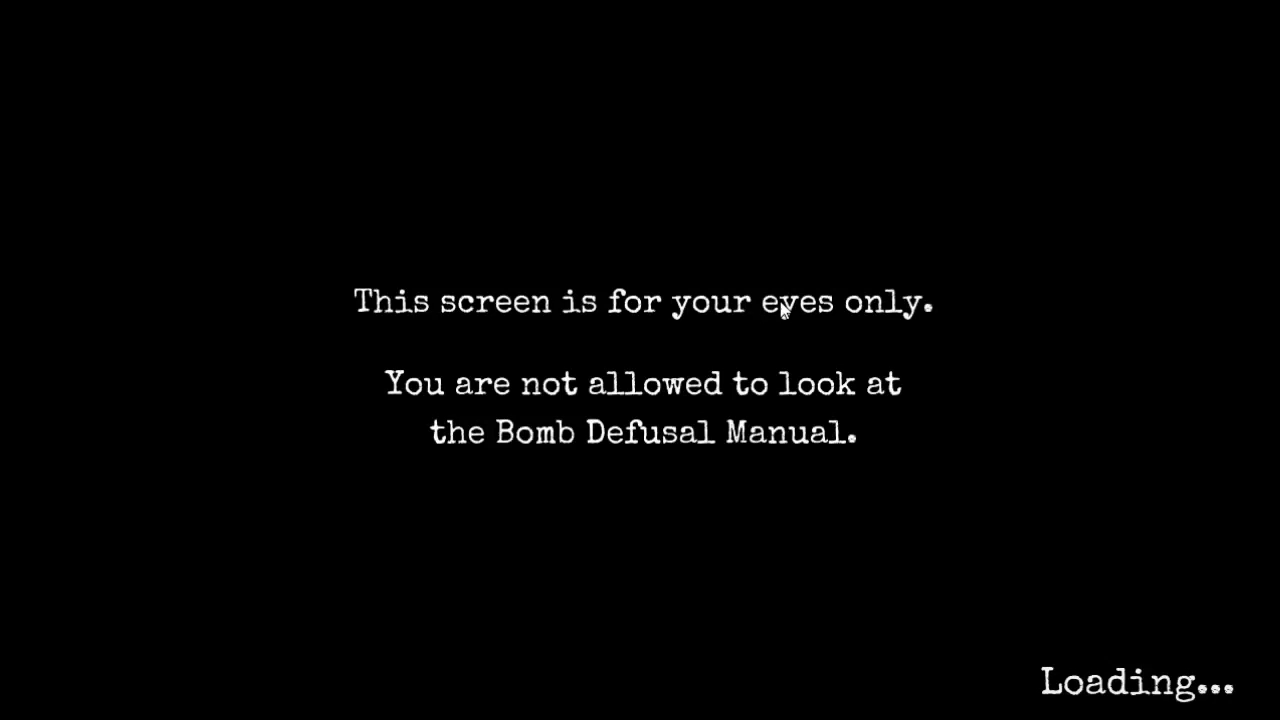 This screen is for your eyes only.
You are not allowed to look at
the Bomb Defusal Manual.
Loading...